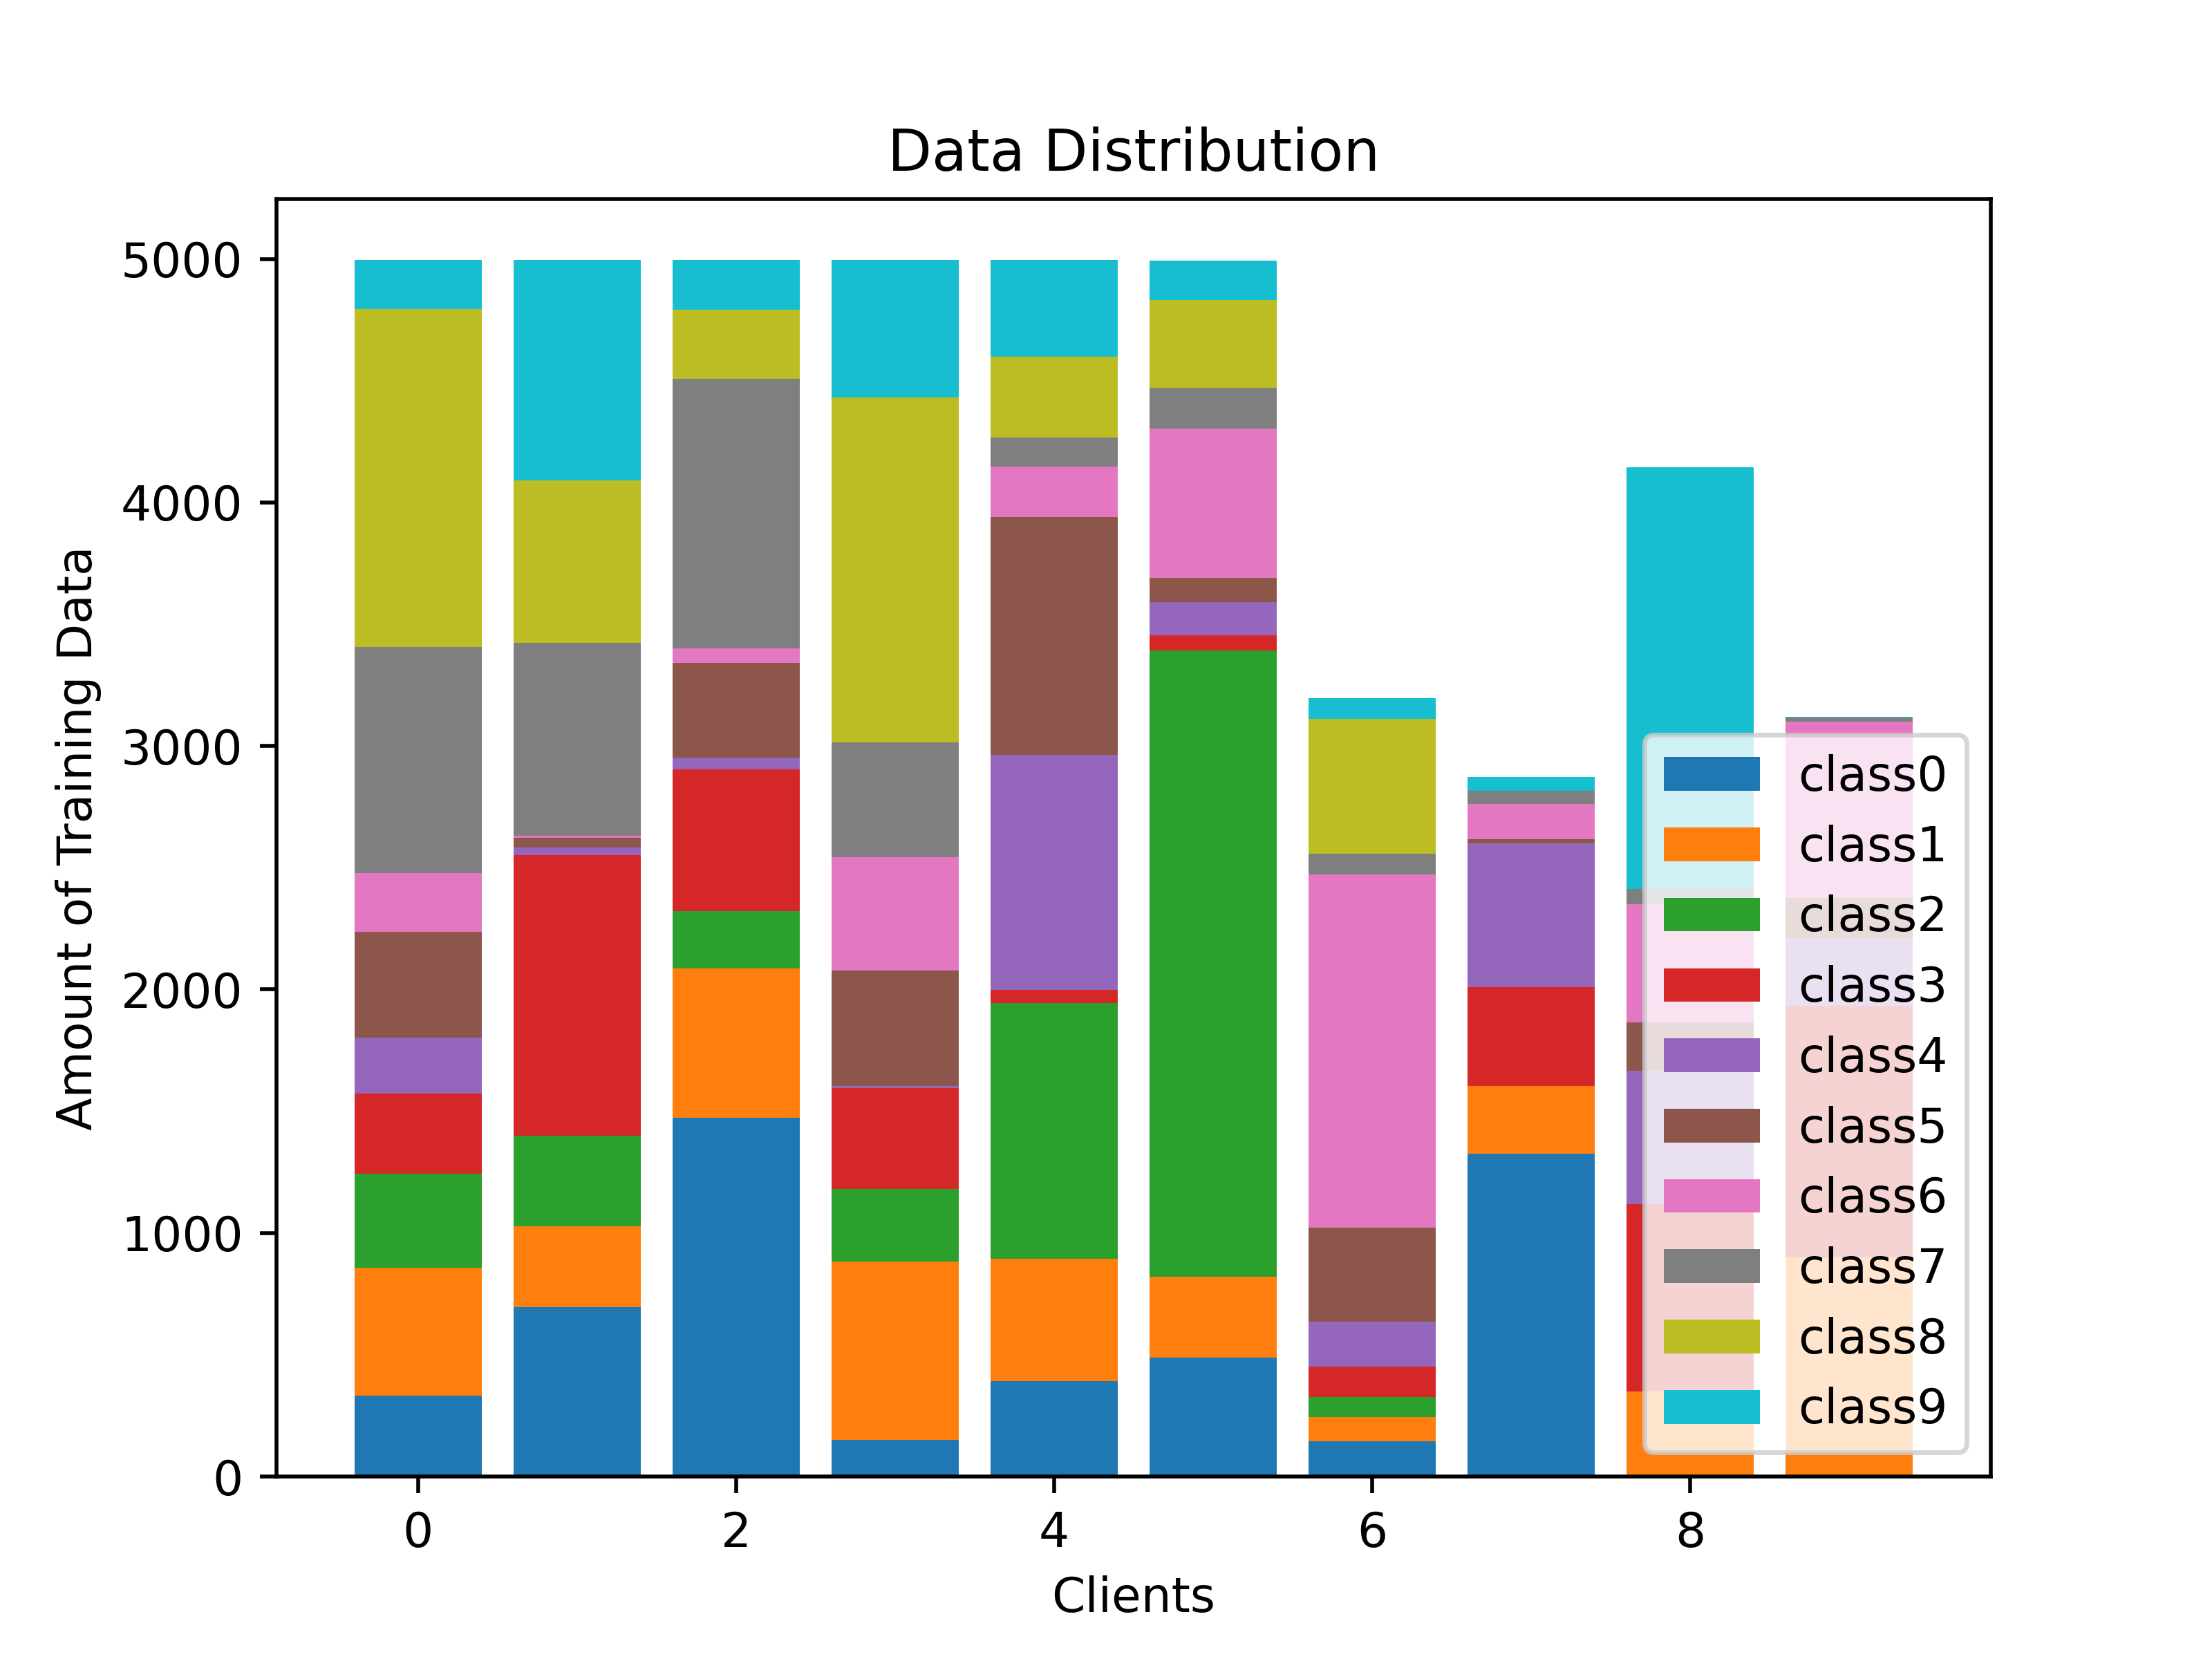 Data Distribution
5000
4000
3000
2000
1000
0
Amount of Training Data
0 2 4 6 8
Clients
class0
class1
class2
class3
class4
class5
class6
class7
class8
class9